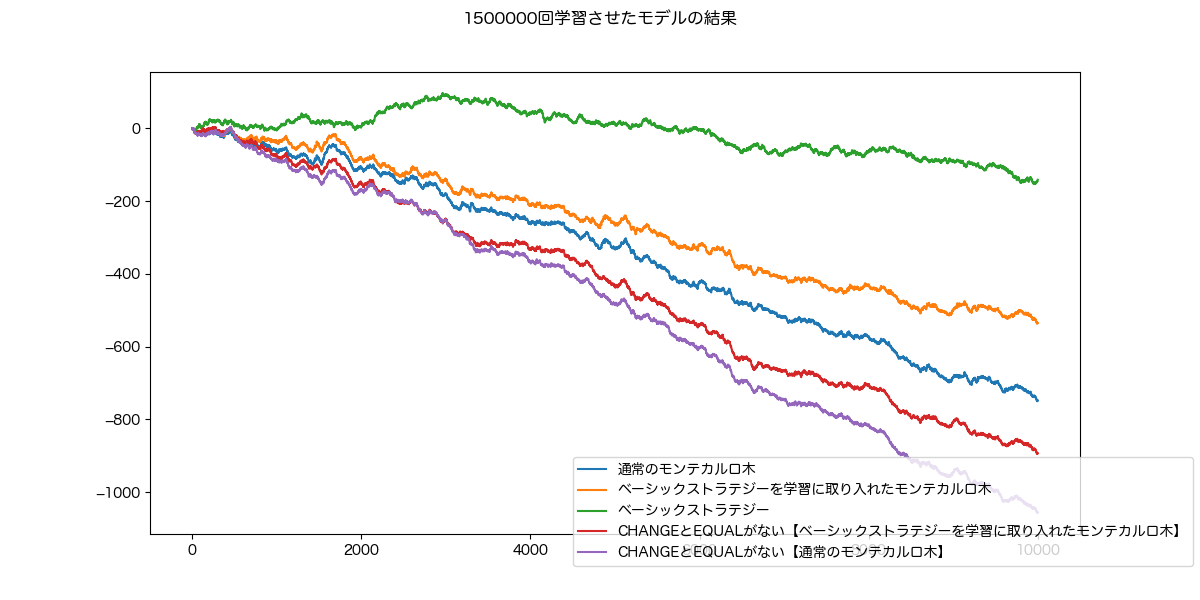 1500000回学習させたモデルの結果
0
−200
−400
−600
−800
−1000
0
2000
4000
10000
通常のモンテカルロ木
ベーシックストラテジーを学習に取り入れたモンテカルロ木
ベーシックストラテジー
CHANGEとEQUALがない【ベーシックストラテジーを学習に取り入れたモンテカルロ木】
CHANGEとEQUALがない【通常のモンテカルロ木】